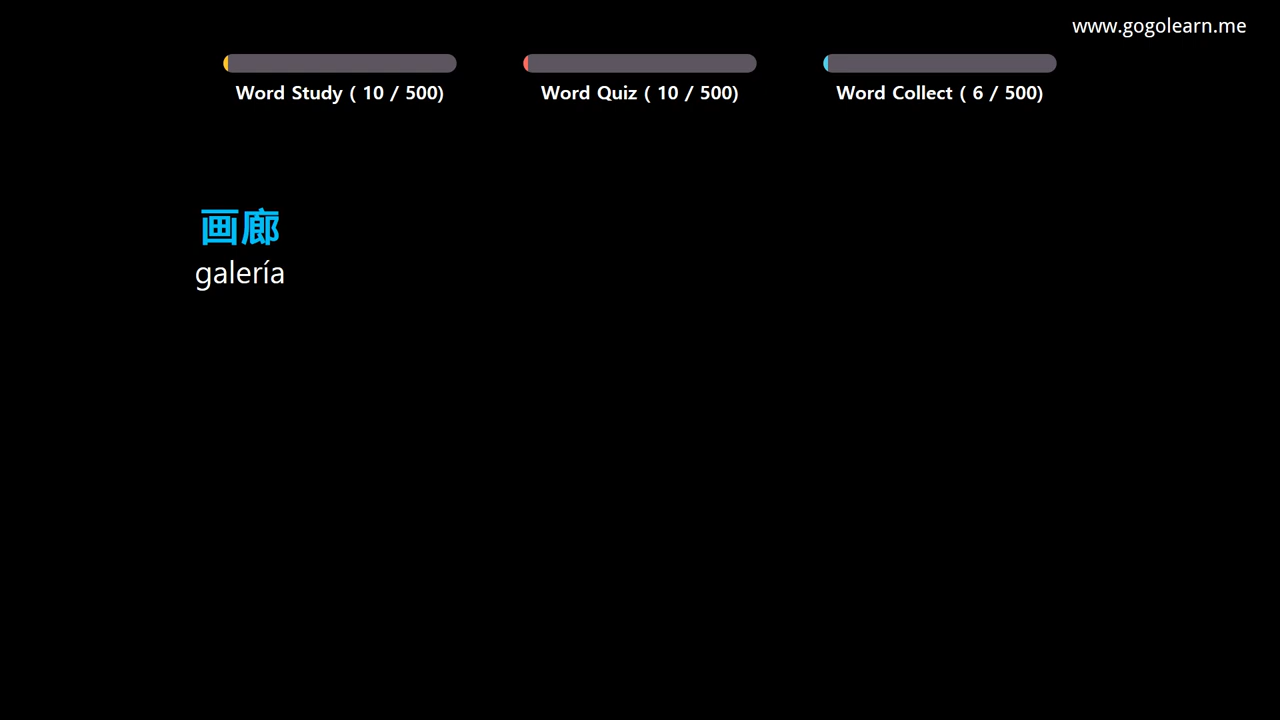 www.gogolearn.me
Word Study ( 10 / 500)
Word Quiz ( 10 / 500)
Word Collect ( 6 / 500)
画廊
galería